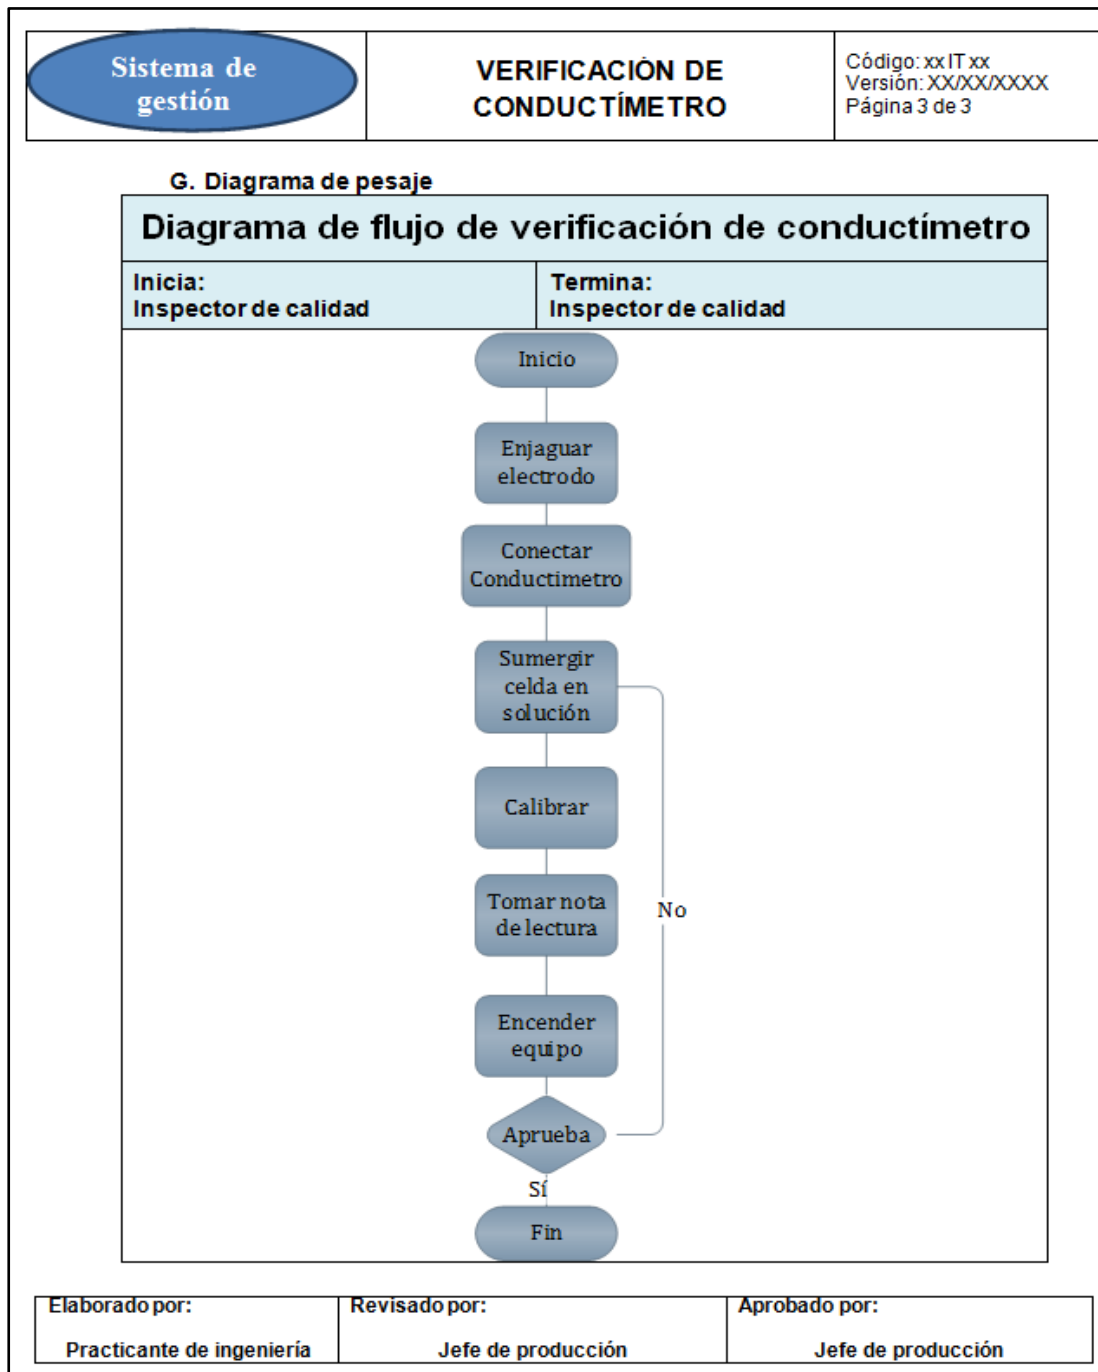 Sistema de
gestión
VERIFICACIÓN DE
CONDUCTÍMETRO
Código: xx IT xx
Versión: XX/XX/XXXX
Página 3 de 3
G. Diagrama de pesaje
Diagrama de flujo de verificación de conductímetro
Inicia:
Inspector de calidad
Termina:
Inspector de calidad
Inicio
Enjaguar
electrodo
Conectar
Conductimetro
Sumergir
celda en
solución
Calibrar
Tomar nota
de lectura
No
Encender
equipo
Aprueba
Sí
Fin
Elaborado por:
Practicante de ingeniería
Revisado por:
Jefe de producción
Aprobado por:
Jefe de producción